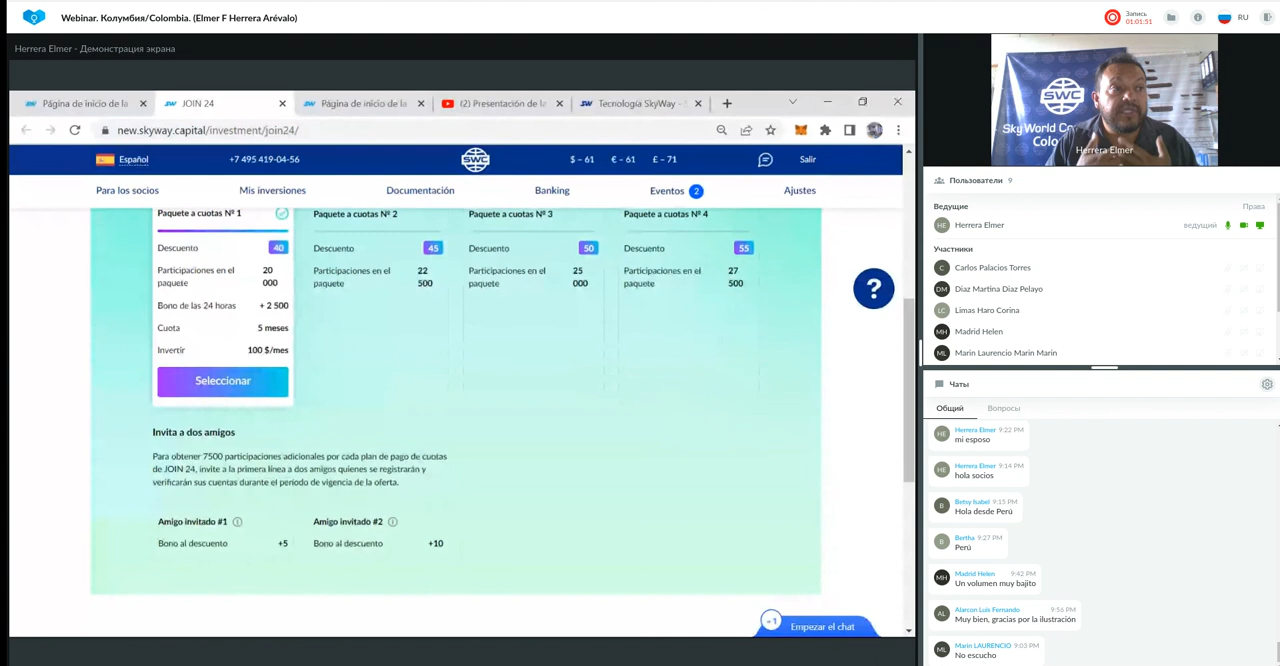 Webinar. Колумбия/Colombia. (Elmer F Herrera Arévalo)
Запись
01:01:51
RU
Herrera Elmer - Демонстрация экрана
Página de inicio de la
JOIN 24
Página de inicio de la
(2) Presentación de la
Tecnología SkyWay -
new.skyway.capital/investment/join24/
Español
+7 495 419-04-56
SWC
$ – 61
€ – 61
£ – 71
Salir
Para los socios
Mis inversiones
Documentación
Banking
Eventos 2
Ajustes
Paquete a cuotas Nº 1
Descuento 40
Participaciones en el paquete 20 000
Bono de las 24 horas + 2 500
Cuota 5 meses
Invertir 100 $/mes
Seleccionar
Paquete a cuotas Nº 2
Descuento 45
Participaciones en el paquete 22 500
Paquete a cuotas Nº 3
Descuento 50
Participaciones en el paquete 25 000
Paquete a cuotas Nº 4
Descuento 55
Participaciones en el paquete 27 500
?
Invita a dos amigos
Para obtener 7500 participaciones adicionales por cada plan de pago de cuotas
de JOIN 24, invite a la primera línea a dos amigos quienes se registrarán y
verificarán sus cuentas durante el periodo de vigencia de la oferta.
Amigo invitado #1
Bono al descuento +5
Amigo invitado #2
Bono al descuento +10
Empezar el chat
SWC
Sky World Co
Colo
Herrera Elmer
Пользователи 9
Ведущие
Права
HE Herrera Elmer
ведущий
Участники
C Carlos Palacios Torres
DM Diaz Martina Diaz Pelayo
LC Limas Haro Corina
MH Madrid Helen
ML Marin Laurencio Marin Marin
Чаты
Общий
Вопросы
HE Herrera Elmer 9:22 PM
mi esposo
HE Herrera Elmer 9:14 PM
hola socios
B Betsy Isabel 9:15 PM
Hola desde Perú
B Bertha 9:27 PM
Perú
MH Madrid Helen 9:42 PM
Un volumen muy bajito
AL Alarcon Luis Fernando 9:56 PM
Muy bien, gracias por la ilustración
ML Marin LAURENCIO 9:03 PM
No escucho